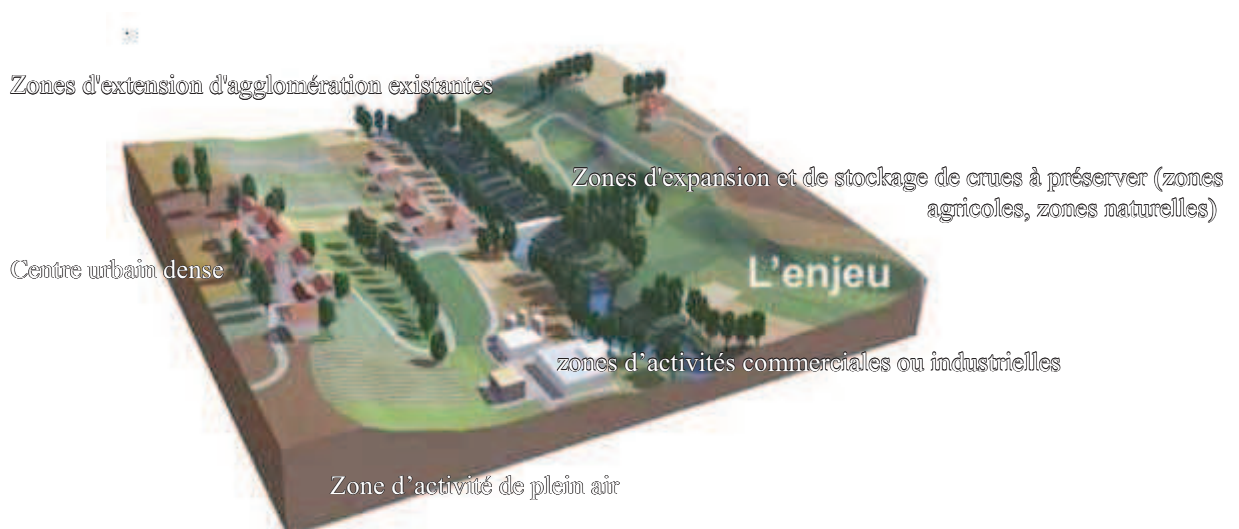 Zones d'extension d'agglomération existantes
Zones d'expansion et de stockage de crues à préserver (zones
agricoles, zones naturelles)
Centre urbain dense
L'enjeu
zones d’activités commerciales ou industrielles
Zone d’activité de plein air